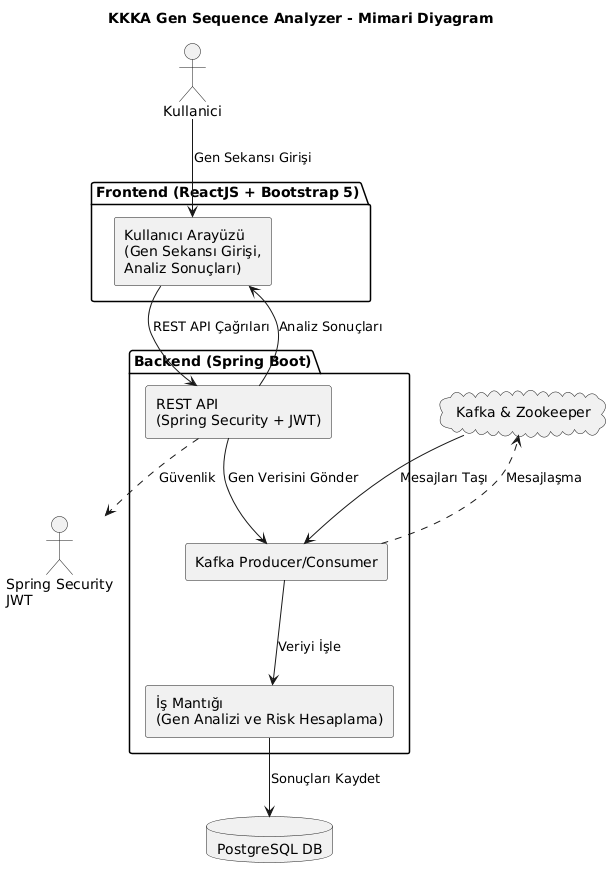 KKKA Gen Sequence Analyzer - Mimari Diyagram
Kullanici
Gen Sekansı Girişi
Frontend (ReactJS + Bootstrap 5)
Kullanıcı Arayüzü
(Gen Sekansı Girişi,
Analiz Sonuçları)
REST API Çağrıları
Analiz Sonuçları
Backend (Spring Boot)
REST API
(Spring Security + JWT)
Kafka & Zookeeper
Güvenlik
Gen Verisini Gönder
Mesajları Taşı
Mesajlaşma
Spring Security
JWT
Kafka Producer/Consumer
Veriyi İşle
İş Mantığı
(Gen Analizi ve Risk Hesaplama)
Sonuçları Kaydet
PostgreSQL DB